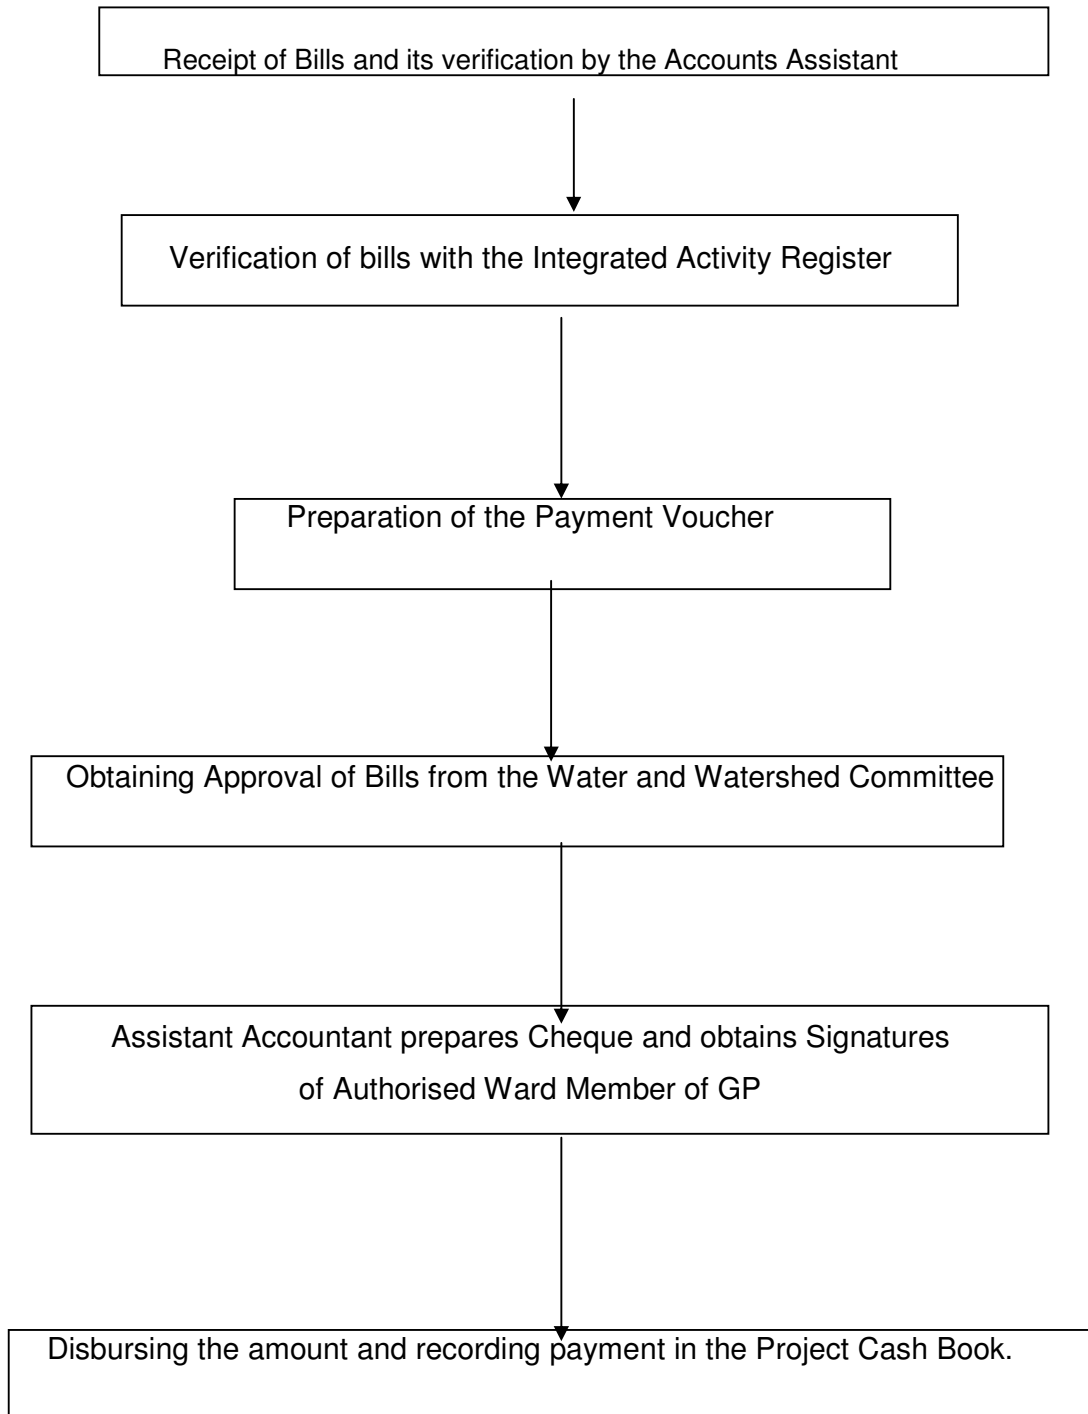 Receipt of Bills and its verification by the Accounts Assistant
Verification of bills with the Integrated Activity Register
Preparation of the Payment Voucher
Obtaining Approval of Bills from the Water and Watershed Committee
Assistant Accountant prepares Cheque and obtains Signatures
of Authorised Ward Member of GP
Disbursing the amount and recording payment in the Project Cash Book.